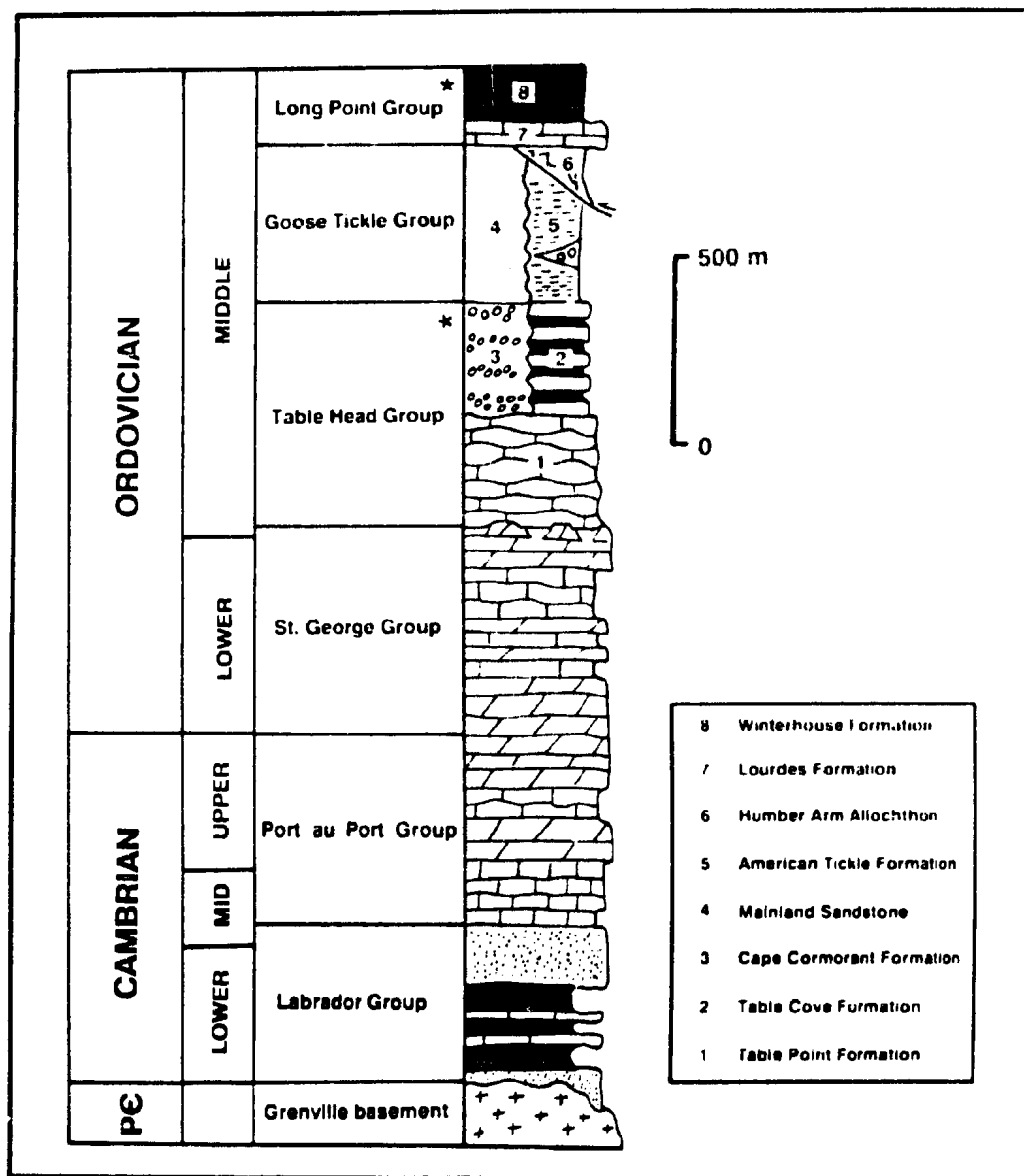 ORDOVICIAN
MIDDLE
LOWER
CAMBRIAN
UPPER
MID
LOWER
PЄ
Long Point Group *
Goose Tickle Group
Table Head Group *
St. George Group
Port au Port Group
Labrador Group
Grenville basement
8
7
6
4
5
3
2
1
500 m
0
8 Winterhouse Formation
7 Lourdes Formation
6 Humber Arm Allochthon
5 American Tickle Formation
4 Mainland Sandstone
3 Cape Cormorant Formation
2 Table Cove Formation
1 Table Point Formation